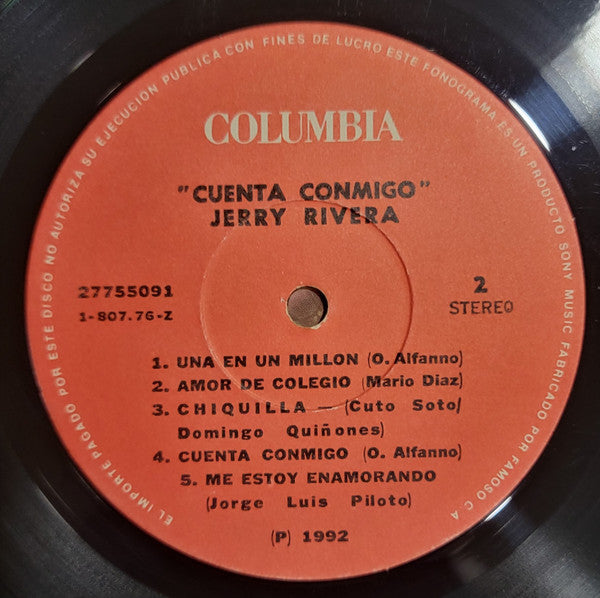 EL IMPORTE PAGADO POR ESTE DISCO NO AUTORIZA SU EJECUCION PUBLICA CON FINES DE LUCRO ESTE FONOGRAMA ES UN PRODUCTO SONY MUSIC FABRICADO POR FAMOSO C A
COLUMBIA
"CUENTA CONMIGO"
JERRY RIVERA
27755091
1-807.76-Z
2
STEREO
1. UNA EN UN MILLON (O. Alfanno)
2. AMOR DE COLEGIO (Mario Diaz)
3. CHIQUILLA — (Cuto Soto/
Domingo Quiñones)
4. CUENTA CONMIGO (O. Alfanno)
5. ME ESTOY ENAMORANDO
(Jorge Luis Piloto)
(P) 1992